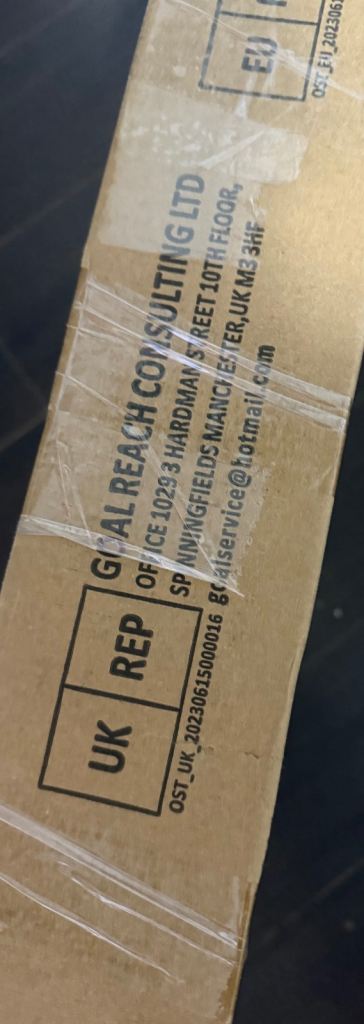 UK REP
GOAL REACH CONSULTING LTD
OFFICE 10293 HARDMAN STREET 10TH FLOOR,
SPINNINGFIELDS MANCHESTER,UK M3 3HF
goalservice@hotmail.com
OST_UK_20230615000016
EU